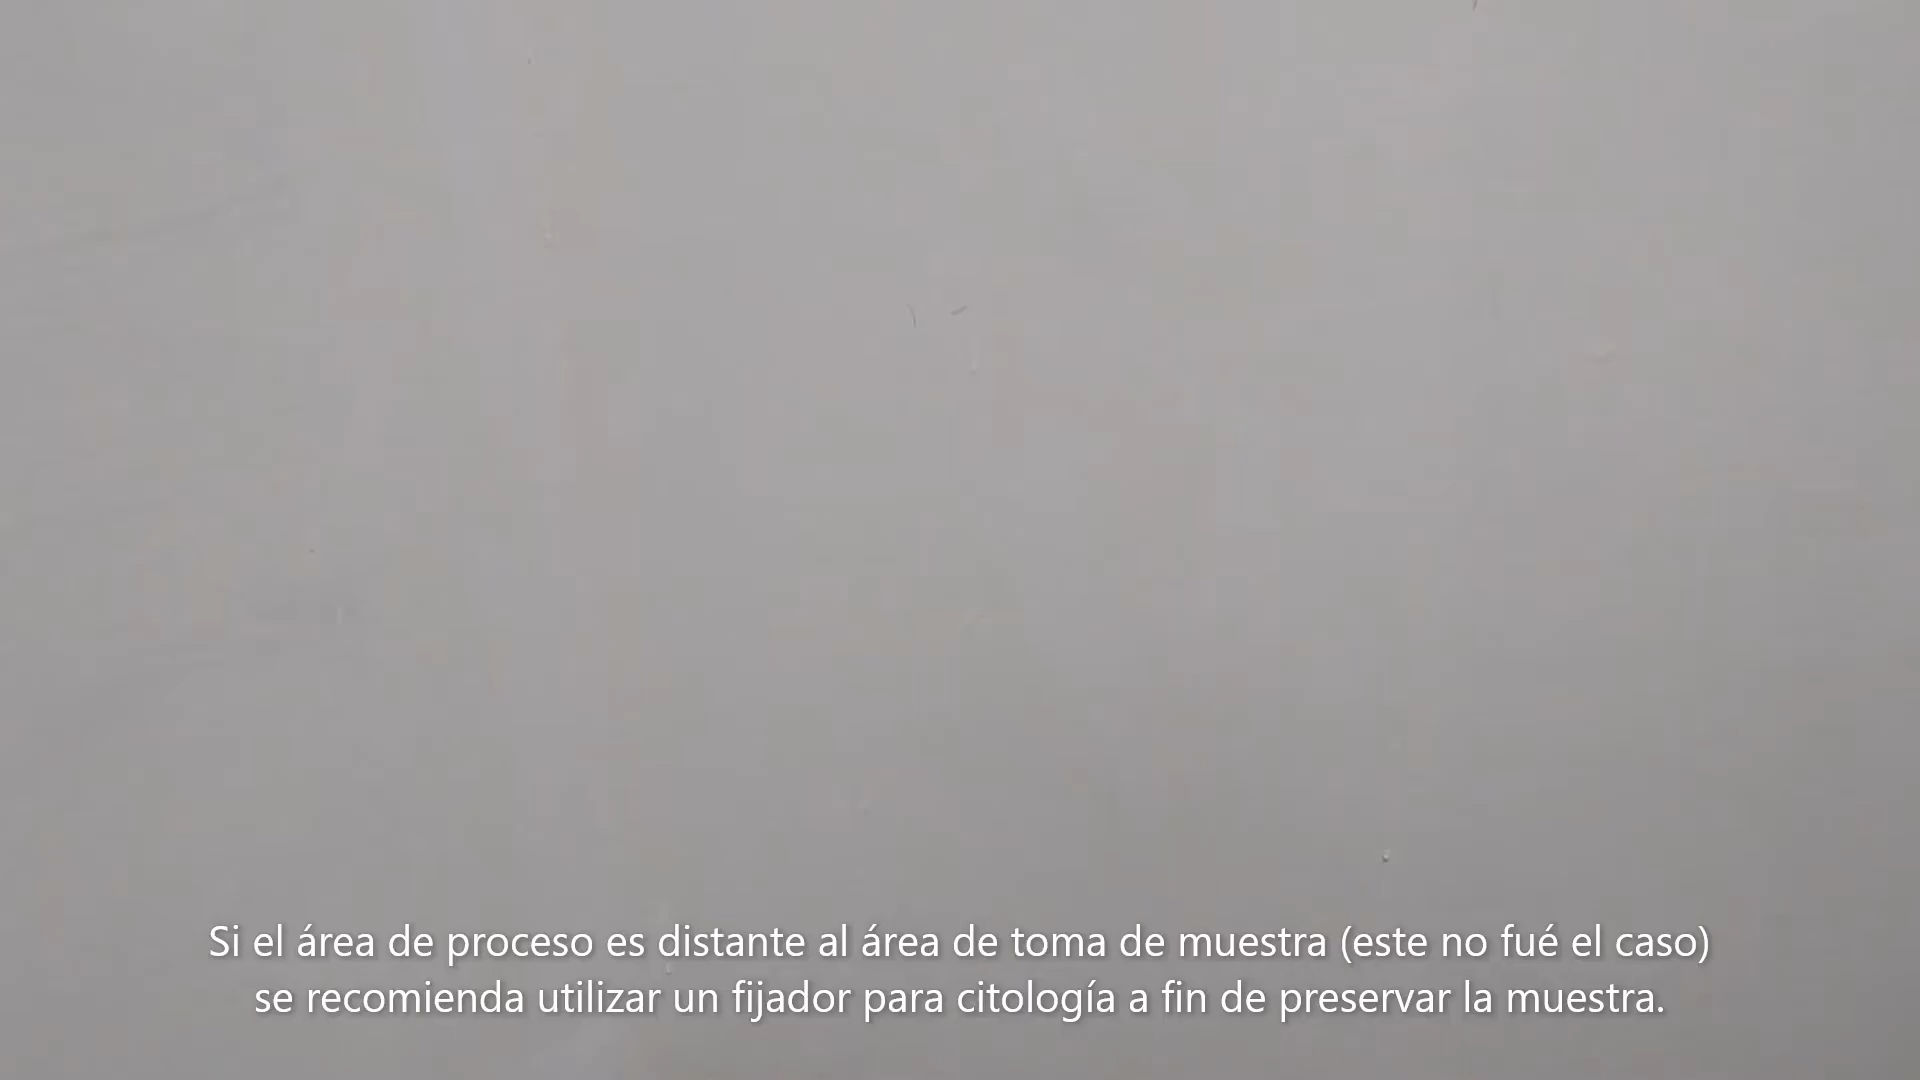 Si el área de proceso es distante al área de toma de muestra (este no fué el caso)
se recomienda utilizar un fijador para citología a fin de preservar la muestra.